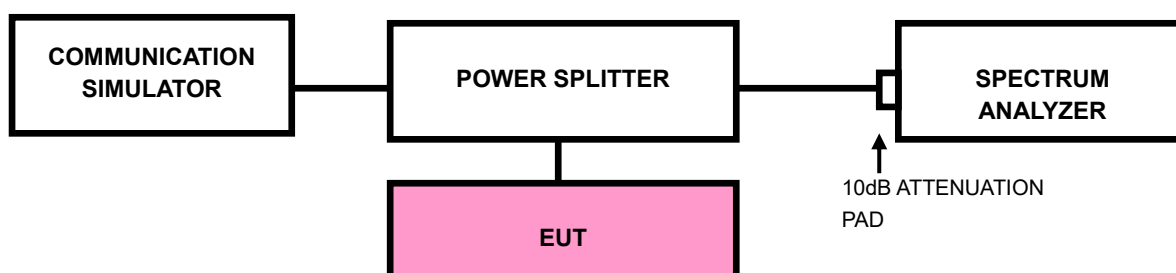 COMMUNICATION
SIMULATOR
POWER SPLITTER
SPECTRUM
ANALYZER
10dB ATTENUATION
PAD
EUT